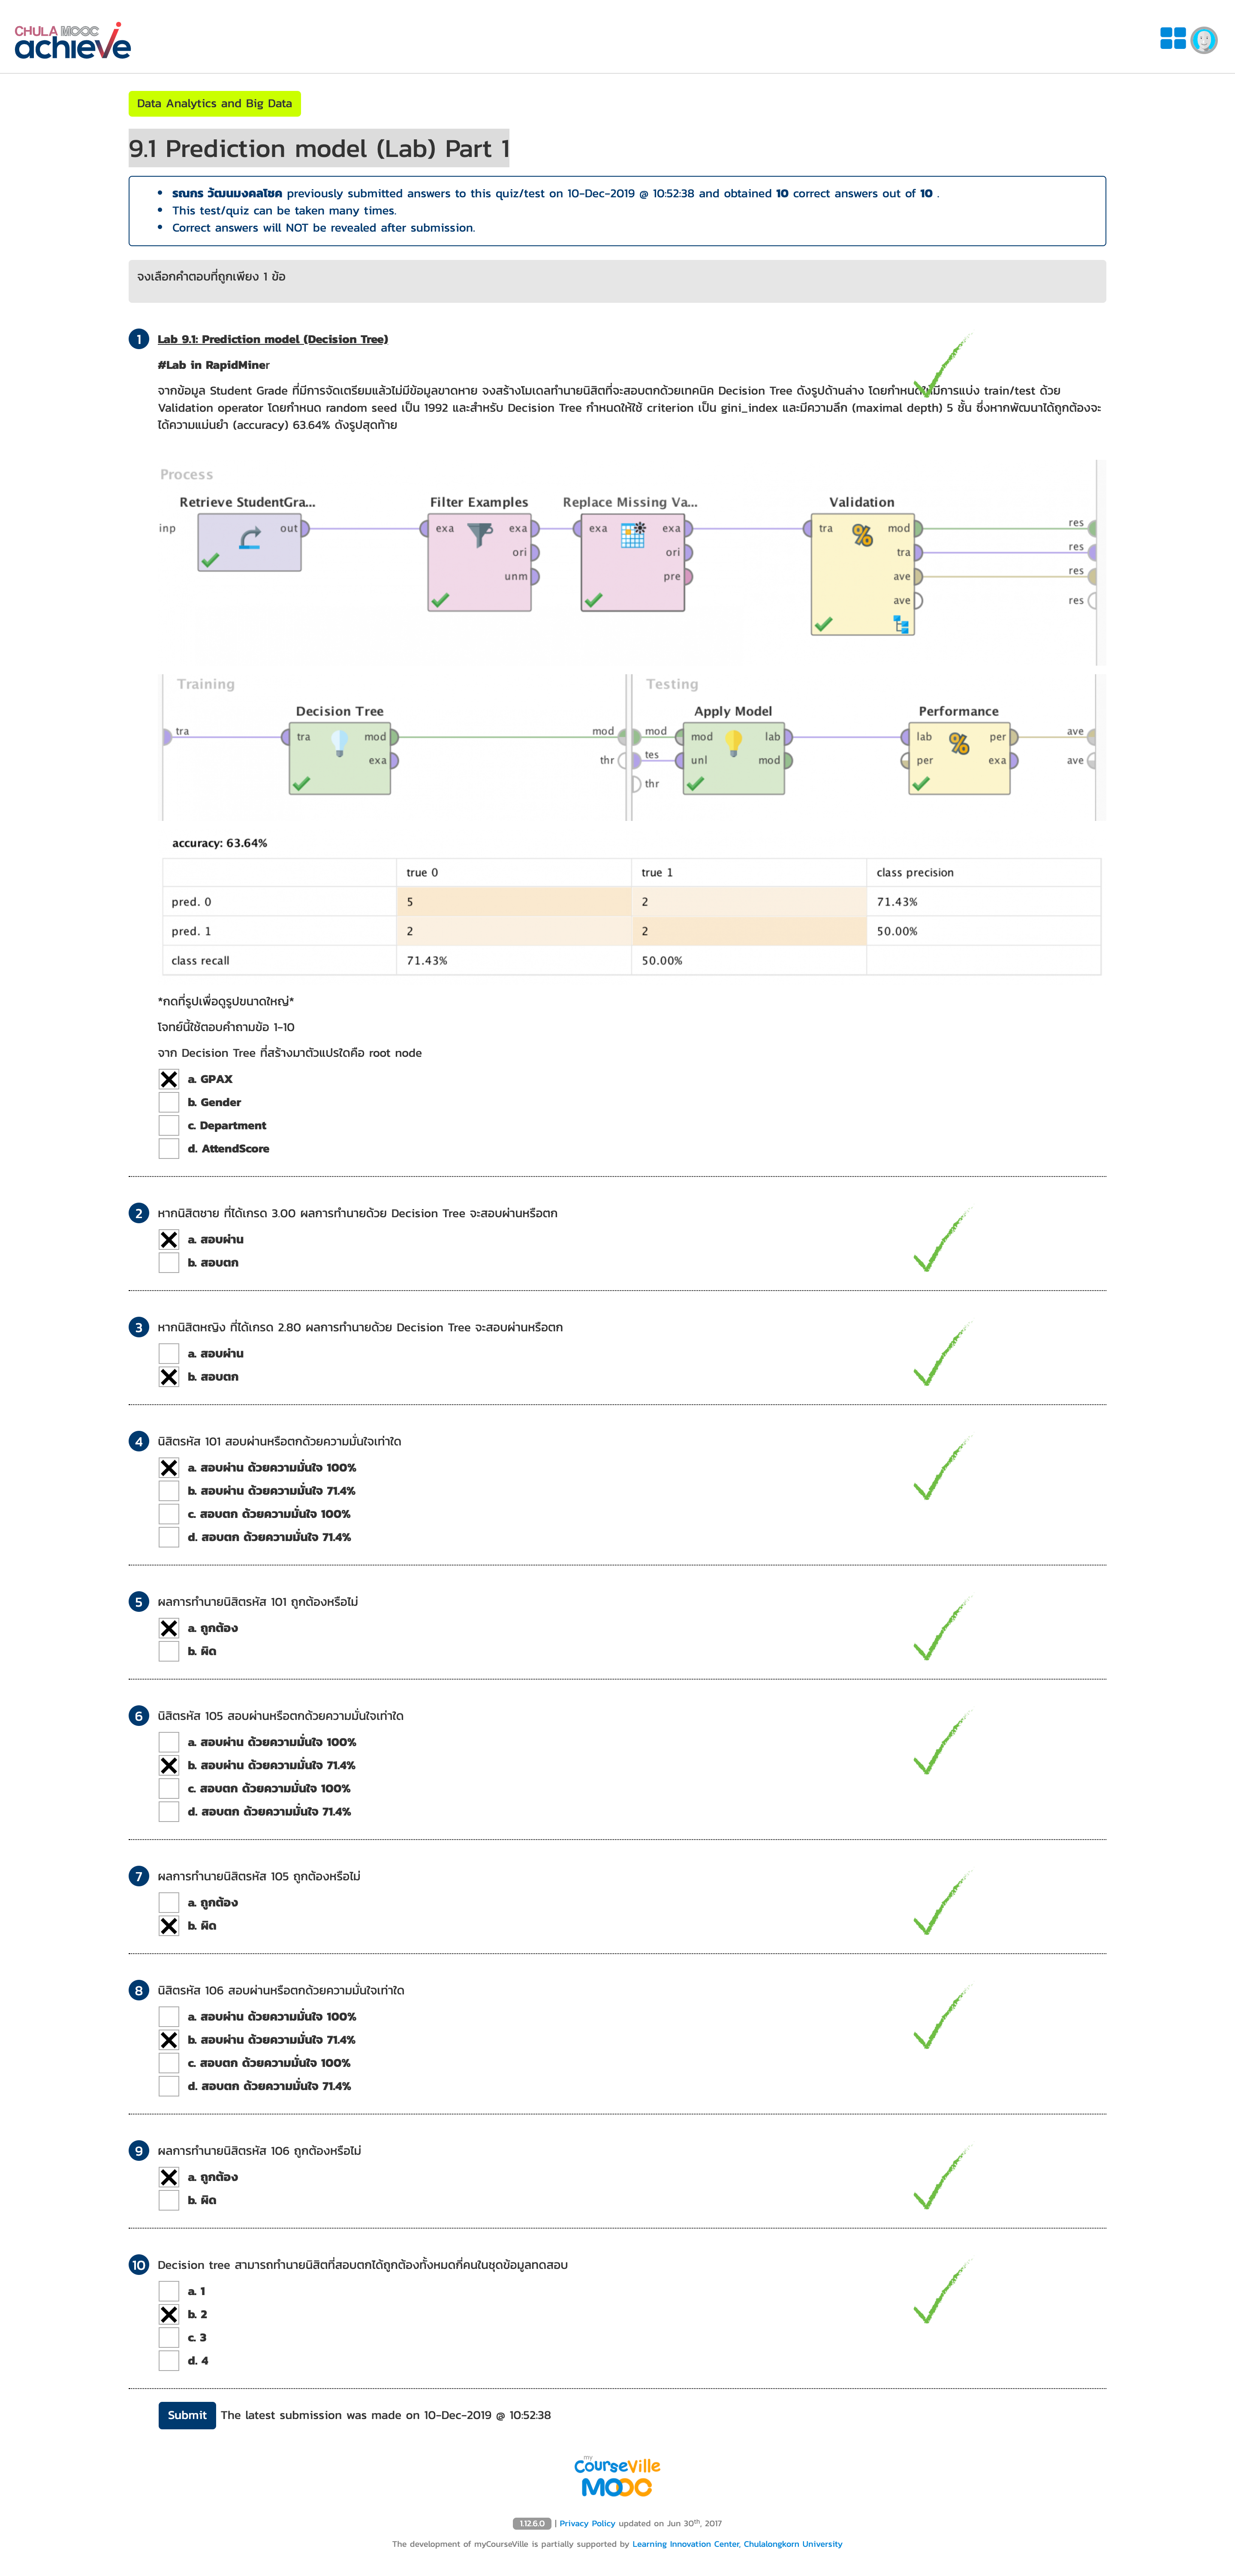 CHULA MOOC
achieve
Data Analytics and Big Data
9.1 Prediction model (Lab) Part 1
รณกร วัฒนมงคลโชค previously submitted answers to this quiz/test on 10-Dec-2019 @ 10:52:38 and obtained 10 correct answers out of 10 .
This test/quiz can be taken many times.
Correct answers will NOT be revealed after submission.
จงเลือกคำตอบที่ถูกเพียง 1 ข้อ
1 Lab 9.1: Prediction model (Decision Tree)
#Lab in RapidMiner
จากข้อมูล Student Grade ที่มีการจัดเตรียมแล้วไม่มีข้อมูลขาดหาย จงสร้างโมเดลทำนายนิสิตที่จะสอบตกด้วยเทคนิค Decision Tree ดังรูปด้านล่าง โดยกำหนดให้มีการแบ่ง train/test ด้วย
Validation operator โดยกำหนด random seed เป็น 1992 และสำหรับ Decision Tree กำหนดให้ใช้ criterion เป็น gini_index และมีความลึก (maximal depth) 5 ชั้น ซึ่งหากพัฒนาได้ถูกต้องจะ
ได้ความแม่นยำ (accuracy) 63.64% ดังรูปสุดท้าย
Process
Retrieve StudentGra... Filter Examples Replace Missing Va... Validation
inp out exa exa exa exa tra mod res
ori ori tra res
unm pre ave res
ave res
Training Testing
Decision Tree Apply Model Performance
tra tra mod mod mod mod lab lab per ave
exa thr tes unl mod per exa ave
thr
accuracy: 63.64%
true 0 true 1 class precision
pred. 0 5 2 71.43%
pred. 1 2 2 50.00%
class recall 71.43% 50.00%
*กดที่รูปเพื่อดูรูปขนาดใหญ่*
โจทย์นี้ใช้ตอบคำถามข้อ 1-10
จาก Decision Tree ที่สร้างมาตัวแปรใดคือ root node
a. GPAX
b. Gender
c. Department
d. AttendScore
2 หากนิสิตชาย ที่ได้เกรด 3.00 ผลการทำนายด้วย Decision Tree จะสอบผ่านหรือตก
a. สอบผ่าน
b. สอบตก
3 หากนิสิตหญิง ที่ได้เกรด 2.80 ผลการทำนายด้วย Decision Tree จะสอบผ่านหรือตก
a. สอบผ่าน
b. สอบตก
4 นิสิตรหัส 101 สอบผ่านหรือตกด้วยความมั่นใจเท่าใด
a. สอบผ่าน ด้วยความมั่นใจ 100%
b. สอบผ่าน ด้วยความมั่นใจ 71.4%
c. สอบตก ด้วยความมั่นใจ 100%
d. สอบตก ด้วยความมั่นใจ 71.4%
5 ผลการทำนายนิสิตรหัส 101 ถูกต้องหรือไม่
a. ถูกต้อง
b. ผิด
6 นิสิตรหัส 105 สอบผ่านหรือตกด้วยความมั่นใจเท่าใด
a. สอบผ่าน ด้วยความมั่นใจ 100%
b. สอบผ่าน ด้วยความมั่นใจ 71.4%
c. สอบตก ด้วยความมั่นใจ 100%
d. สอบตก ด้วยความมั่นใจ 71.4%
7 ผลการทำนายนิสิตรหัส 105 ถูกต้องหรือไม่
a. ถูกต้อง
b. ผิด
8 นิสิตรหัส 106 สอบผ่านหรือตกด้วยความมั่นใจเท่าใด
a. สอบผ่าน ด้วยความมั่นใจ 100%
b. สอบผ่าน ด้วยความมั่นใจ 71.4%
c. สอบตก ด้วยความมั่นใจ 100%
d. สอบตก ด้วยความมั่นใจ 71.4%
9 ผลการทำนายนิสิตรหัส 106 ถูกต้องหรือไม่
a. ถูกต้อง
b. ผิด
10 Decision tree สามารถทำนายนิสิตที่สอบตกได้ถูกต้องทั้งหมดกี่คนในชุดข้อมูลทดสอบ
a. 1
b. 2
c. 3
d. 4
Submit The latest submission was made on 10-Dec-2019 @ 10:52:38
my
CourseVille
MOOC
1.12.6.0 | Privacy Policy updated on Jun 30th, 2017
The development of myCourseVille is partially supported by Learning Innovation Center, Chulalongkorn University